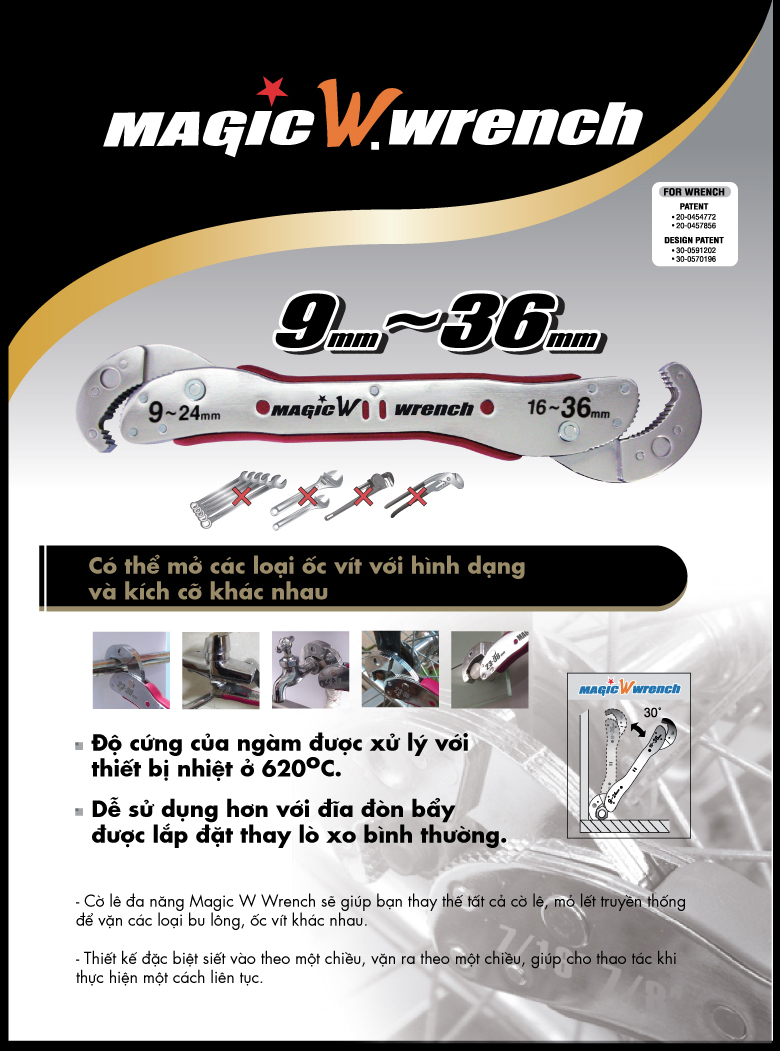 MAGIC W.wrench
FOR WRENCH
PATENT
• 20-0454772
• 20-0457856
DESIGN PATENT
• 30-0591202
• 30-0570196
9mm~36mm
9~24mm
MAGIC W wrench
16~36mm
Có thể mở các loại ốc vít với hình dạng
và kích cỡ khác nhau
MAGIC W wrench
30°
Độ cứng của ngàm được xử lý với
thiết bị nhiệt ở 620ºC.
Dễ sử dụng hơn với đĩa đòn bẩy
được lắp đặt thay lò xo bình thường.
- Cờ lê đa năng Magic W Wrench sẽ giúp bạn thay thế tất cả cờ lê, mỏ lết truyền thống
để vặn các loại bu lông, ốc vít khác nhau.
- Thiết kế đặc biệt siết vào theo một chiều, vặn ra theo một chiều, giúp cho thao tác khi
thực hiện một cách liên tục.
7/16 7/8